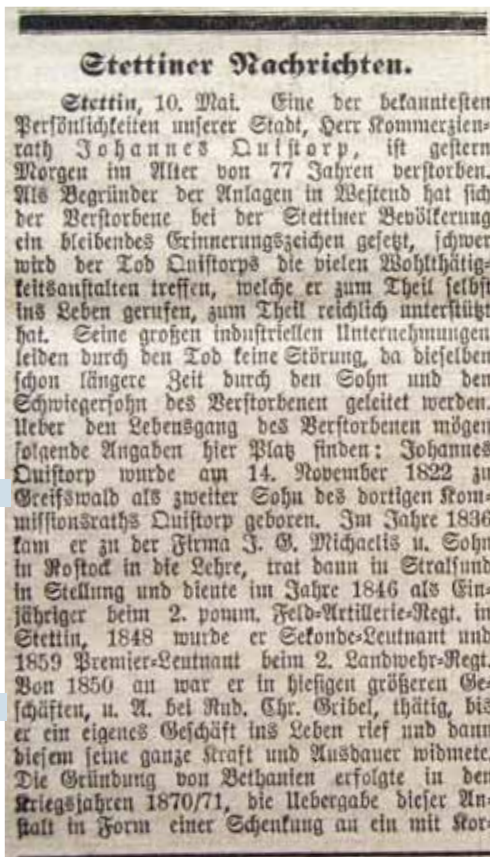 Stettiner Nachrichten.
Stettin, 10. Mai. Eine der bekanntesten
Persönlichkeiten unserer Stadt, Herr Kommerzien-
rath Johannes Quistorp, ist gestern
Morgen im Alter von 77 Jahren verstorben.
Als Begründer der Anlagen in Westend hat sich
der Verstorbene bei der Stettiner Bevölkerung
ein bleibendes Erinnerungszeichen gesetzt, schwer
wird der Tod Quistorps die vielen Wohlthätig-
keitsanstalten treffen, welche er zum Theil selbst
ins Leben gerufen, zum Theil reichlich unterstützt
hat. Seine großen industriellen Unternehmungen
leiden durch den Tod keine Störung, da dieselben
schon längere Zeit durch den Sohn und den
Schwiegersohn des Verstorbenen geleitet werden.
Ueber den Lebensgang des Verstorbenen mögen
folgende Angaben hier Platz finden: Johannes
Quistorp wurde am 14. November 1822 zu
Greifswald als zweiter Sohn des dortigen Kom-
missionsraths Quistorp geboren. Im Jahre 1836
kam er zu der Firma J. G. Michaelis u. Sohn
in Rostock in die Lehre, trat dann in Stralsund
in Stellung und diente im Jahre 1846 als Ein-
jähriger beim 2. pomm. Feld-Artillerie-Regt. in
Stettin, 1848 wurde er Sekonde-Leutnant und
1859 Premier-Leutnant beim 2. Landwehr-Regt.
Von 1850 an war er in hiesigen größeren Ge-
schäften, u. A. bei Rud. Chr. Gribel, thätig, bis
er ein eigenes Geschäft ins Leben rief und dann
diesem seine ganze Kraft und Ausdauer widmete.
Die Gründung von Bethanien erfolgte in den
Kriegsjahren 1870/71, die Uebergabe dieser An-
stalt in Form einer Schenkung an ein mit Kor-